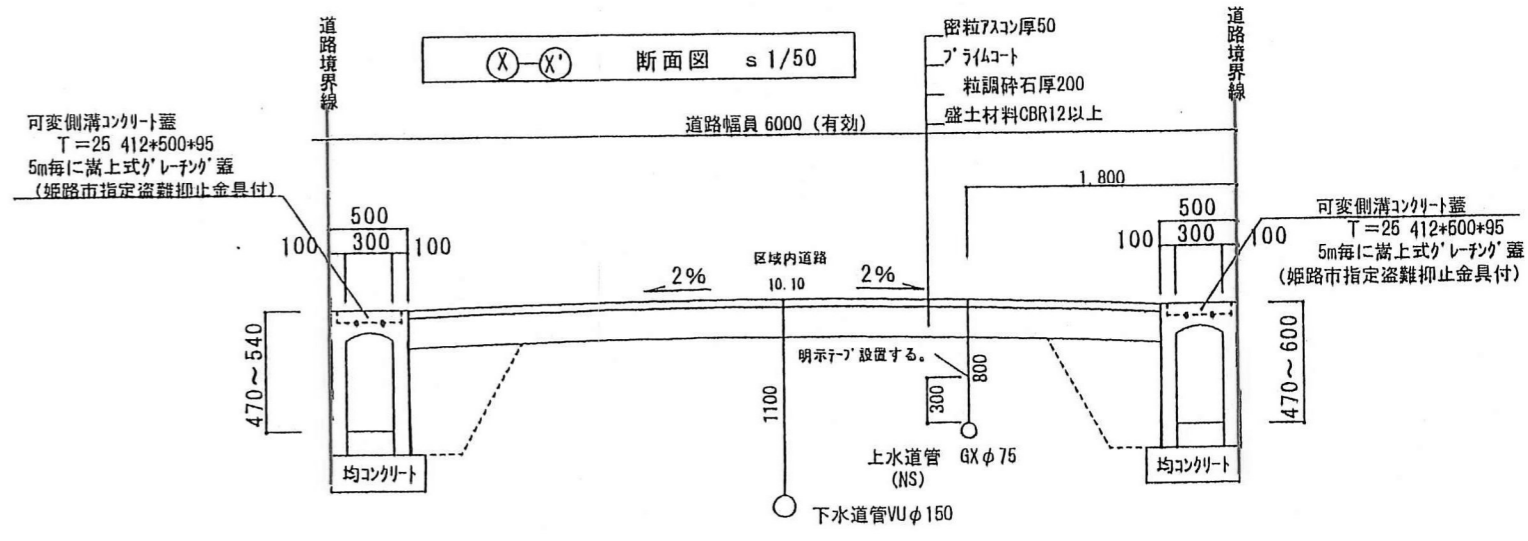 道路境界線
X-X' 断面図 s 1/50
密粒アスコン厚50
プライムコート
粒調砕石厚200
盛土材料CBR12以上
道路境界線
道路幅員 6000 (有効)
可変側溝コンクリート蓋
T=25 412*500*95
5m毎に嵩上式グレーチング蓋
(姫路市指定盗難抑止金具付)
1,800
可変側溝コンクリート蓋
T=25 412*500*95
5m毎に嵩上式グレーチング蓋
(姫路市指定盗難抑止金具付)
500
100 300 100
500
100 300 100
2%
区域内道路
10.10
2%
470~540
470~600
明示テープ設置する。
800
300
1100
上水道管 GXφ75
(NS)
下水道管VUφ150
均コンクリート
均コンクリート